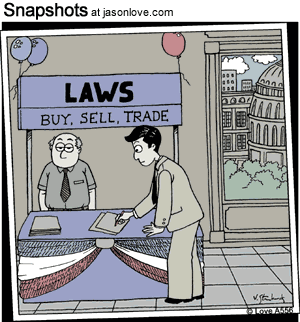 Snapshots at jasonlove.com
LAWS
BUY, SELL, TRADE
© Love A556